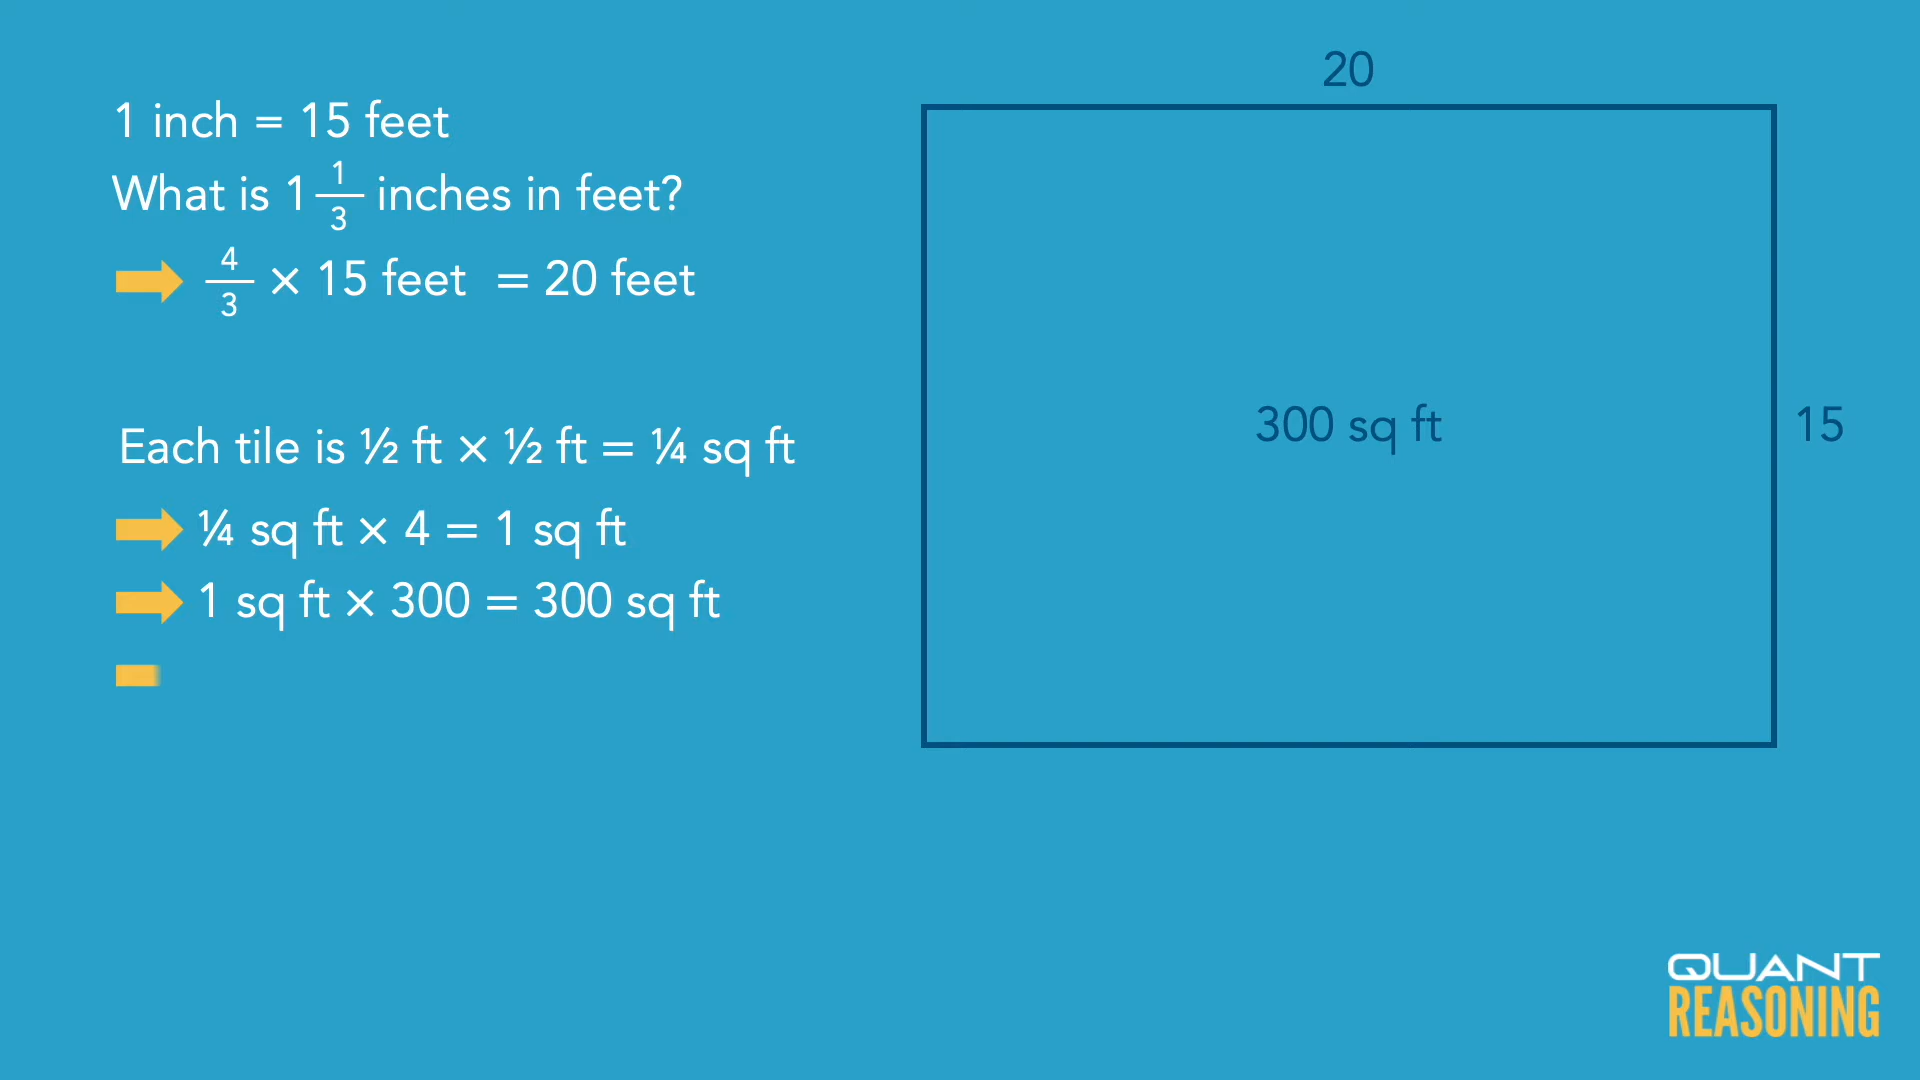 1 inch = 15 feet
What is 1 1/3 inches in feet?
4/3 × 15 feet = 20 feet
Each tile is ½ ft × ½ ft = ¼ sq ft
¼ sq ft × 4 = 1 sq ft
1 sq ft × 300 = 300 sq ft
20
300 sq ft
15
QUANT
REASONING